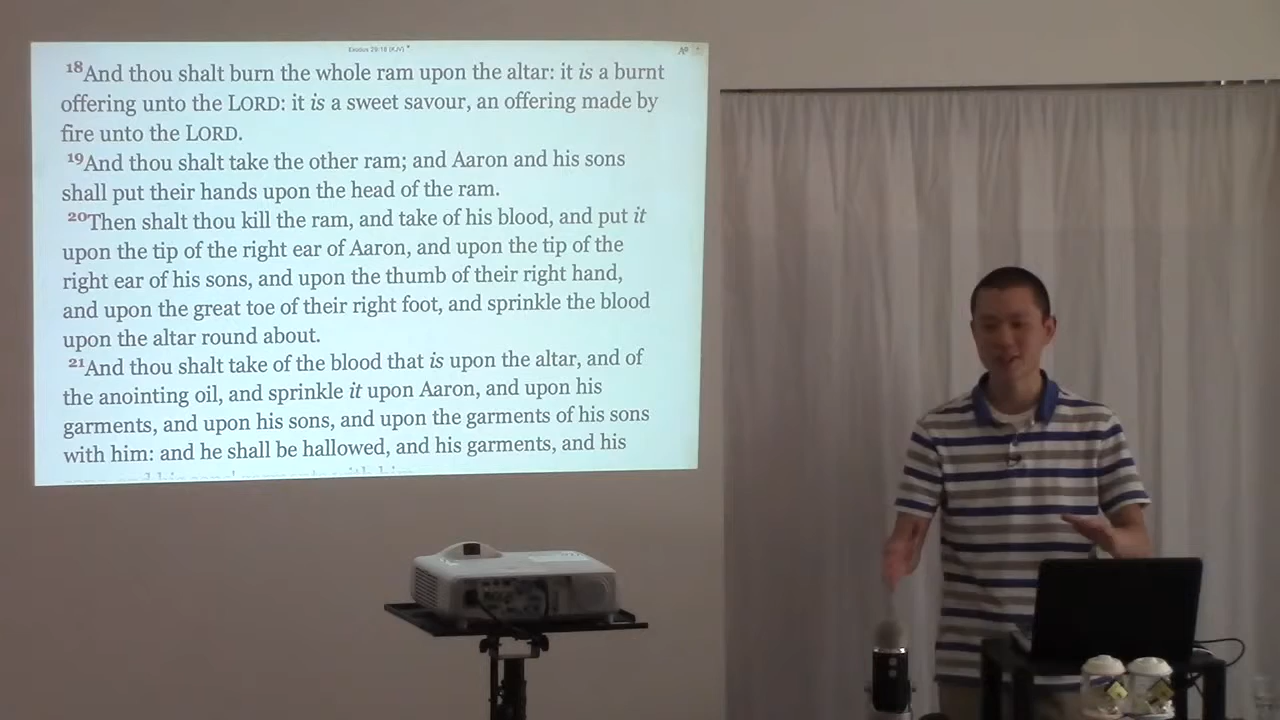 Exodus 29:18 (KJV)
18And thou shalt burn the whole ram upon the altar: it is a burnt
offering unto the LORD: it is a sweet savour, an offering made by
fire unto the LORD.
19And thou shalt take the other ram; and Aaron and his sons
shall put their hands upon the head of the ram.
20Then shalt thou kill the ram, and take of his blood, and put it
upon the tip of the right ear of Aaron, and upon the tip of the
right ear of his sons, and upon the thumb of their right hand,
and upon the great toe of their right foot, and sprinkle the blood
upon the altar round about.
21And thou shalt take of the blood that is upon the altar, and of
the anointing oil, and sprinkle it upon Aaron, and upon his
garments, and upon his sons, and upon the garments of his sons
with him: and he shall be hallowed, and his garments, and his